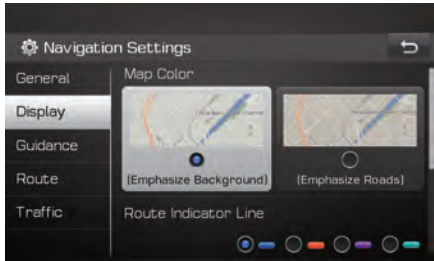 Navigation Settings
General
Display
Guidance
Route
Traffic
Map Color
[Emphasize Background]
[Emphasize Roads]
Route Indicator Line